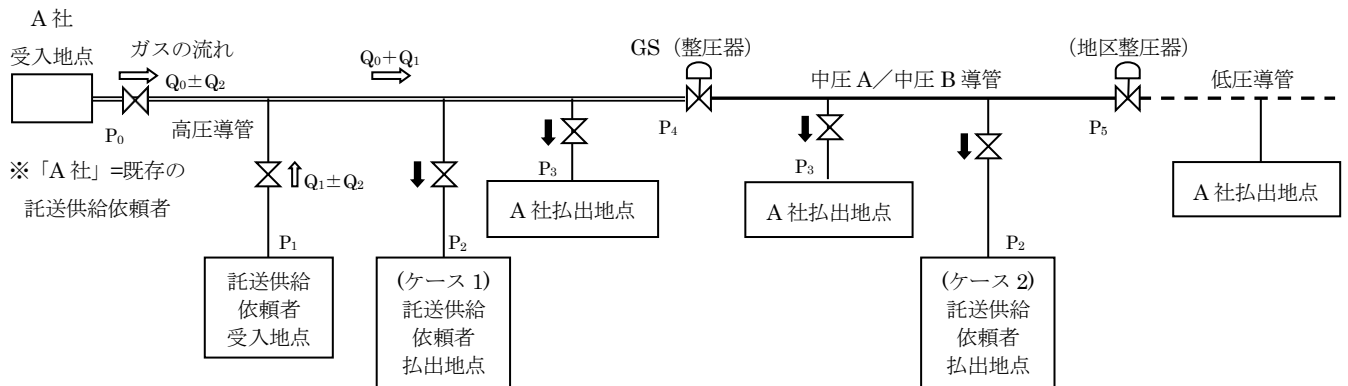 A 社
受入地点
ガスの流れ
Q₀±Q₂
Q₀+Q₁
GS（整圧器）
（地区整圧器）
中圧 A／中圧 B 導管
低圧導管
P₀
高圧導管
P₄
P₅
※「A 社」=既存の
託送供給依頼者
Q₁±Q₂
P₃
A 社払出地点
P₃
A 社払出地点
A 社払出地点
P₁
託送供給
依頼者
受入地点
P₂
(ケース 1)
託送供給
依頼者
払出地点
P₂
(ケース 2)
託送供給
依頼者
払出地点